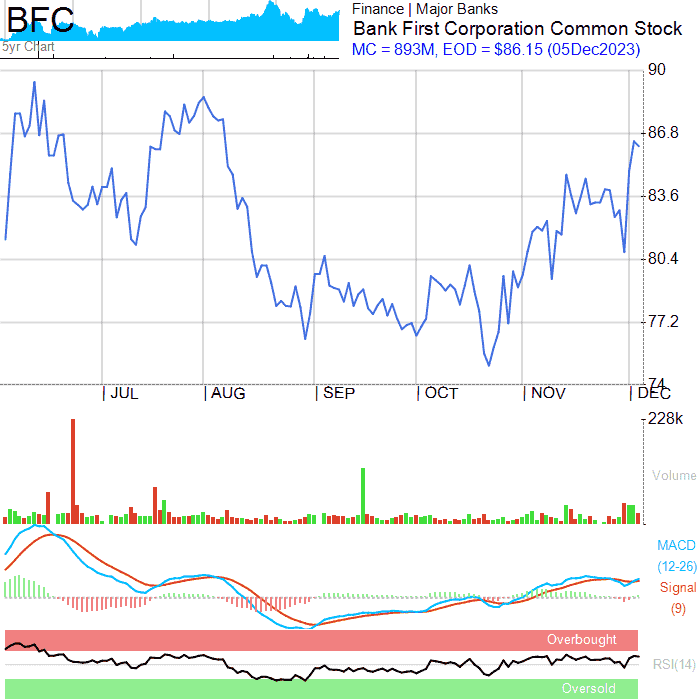 BFC
5yr Chart
Finance | Major Banks
Bank First Corporation Common Stock
MC = 893M, EOD = $86.15 (05Dec2023)
90
86.8
83.6
80.4
77.2
74
JUL AUG SEP OCT NOV DEC
228k
Volume
MACD
(12-26)
Signal
(9)
Overbought
RSI(14)
Oversold